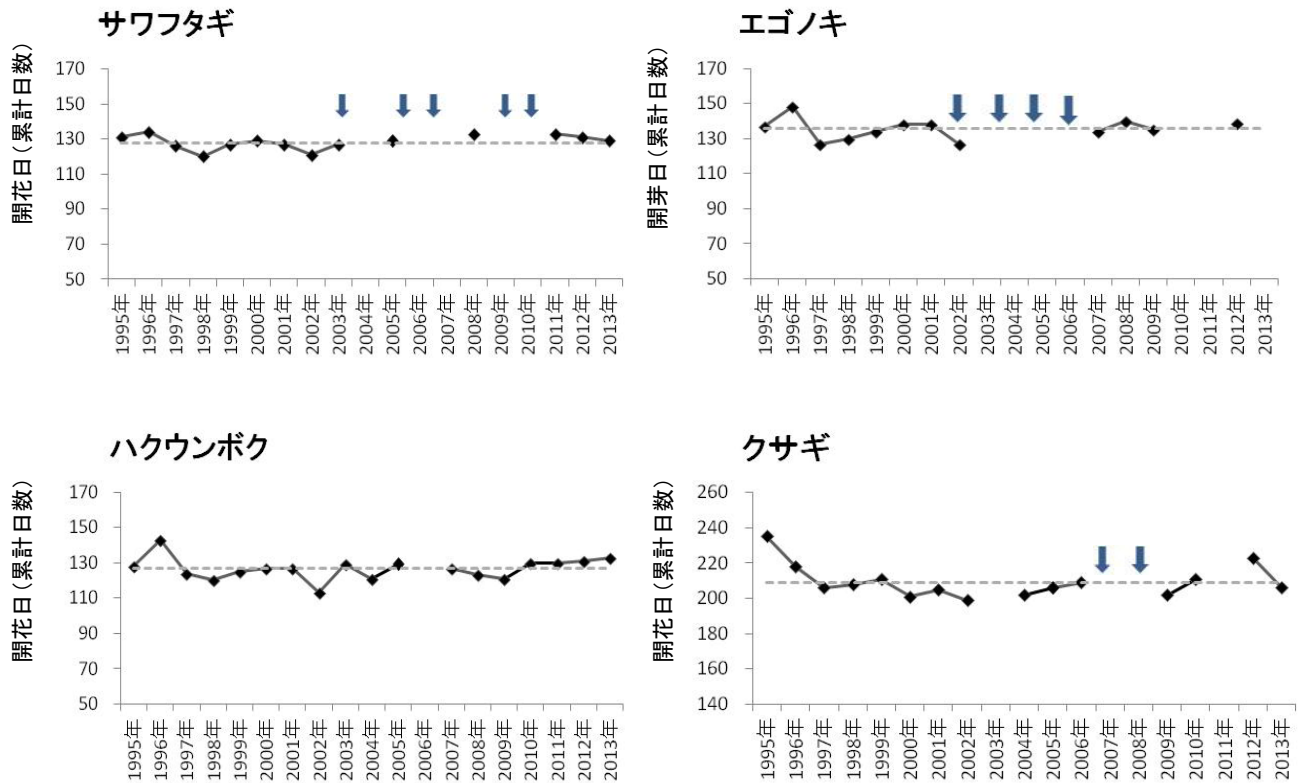 サワフタギ
開花日（累計日数）
170
150
130
110
90
70
50
1995年
1996年
1997年
1998年
1999年
2000年
2001年
2002年
2003年
2004年
2005年
2006年
2007年
2008年
2009年
2010年
2011年
2012年
2013年
エゴノキ
開芽日（累計日数）
170
150
130
110
90
70
50
1995年
1996年
1997年
1998年
1999年
2000年
2001年
2002年
2003年
2004年
2005年
2006年
2007年
2008年
2009年
2010年
2011年
2012年
2013年
ハクウンボク
開花日（累計日数）
170
150
130
110
90
70
50
1995年
1996年
1997年
1998年
1999年
2000年
2001年
2002年
2003年
2004年
2005年
2006年
2007年
2008年
2009年
2010年
2011年
2012年
2013年
クサギ
開花日（累計日数）
260
240
220
200
180
160
140
1995年
1996年
1997年
1998年
1999年
2000年
2001年
2002年
2003年
2004年
2005年
2006年
2007年
2008年
2009年
2010年
2011年
2012年
2013年